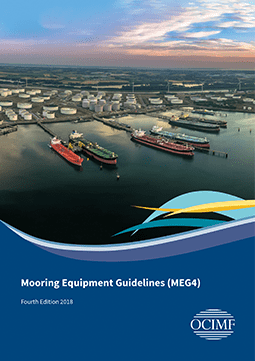 Mooring Equipment Guidelines (MEG4)
Fourth Edition 2018
OCIMF